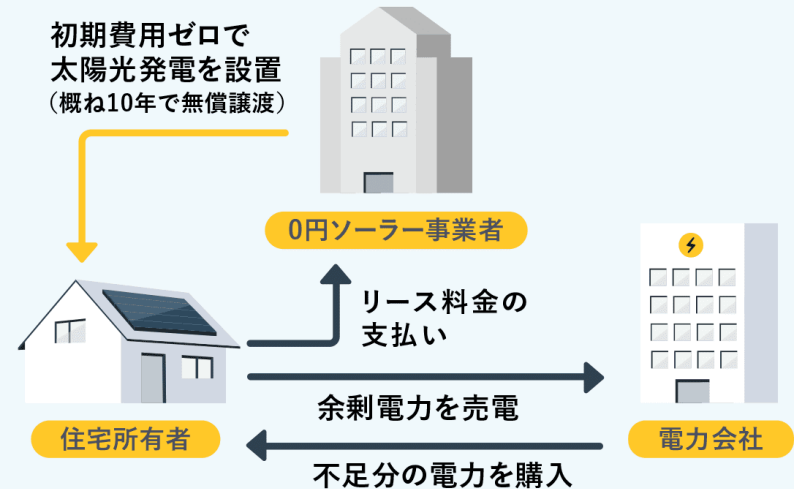 初期費用ゼロで
太陽光発電を設置
（概ね10年で無償譲渡）
0円ソーラー事業者
リース料金の
支払い
余剰電力を売電
住宅所有者
電力会社
不足分の電力を購入